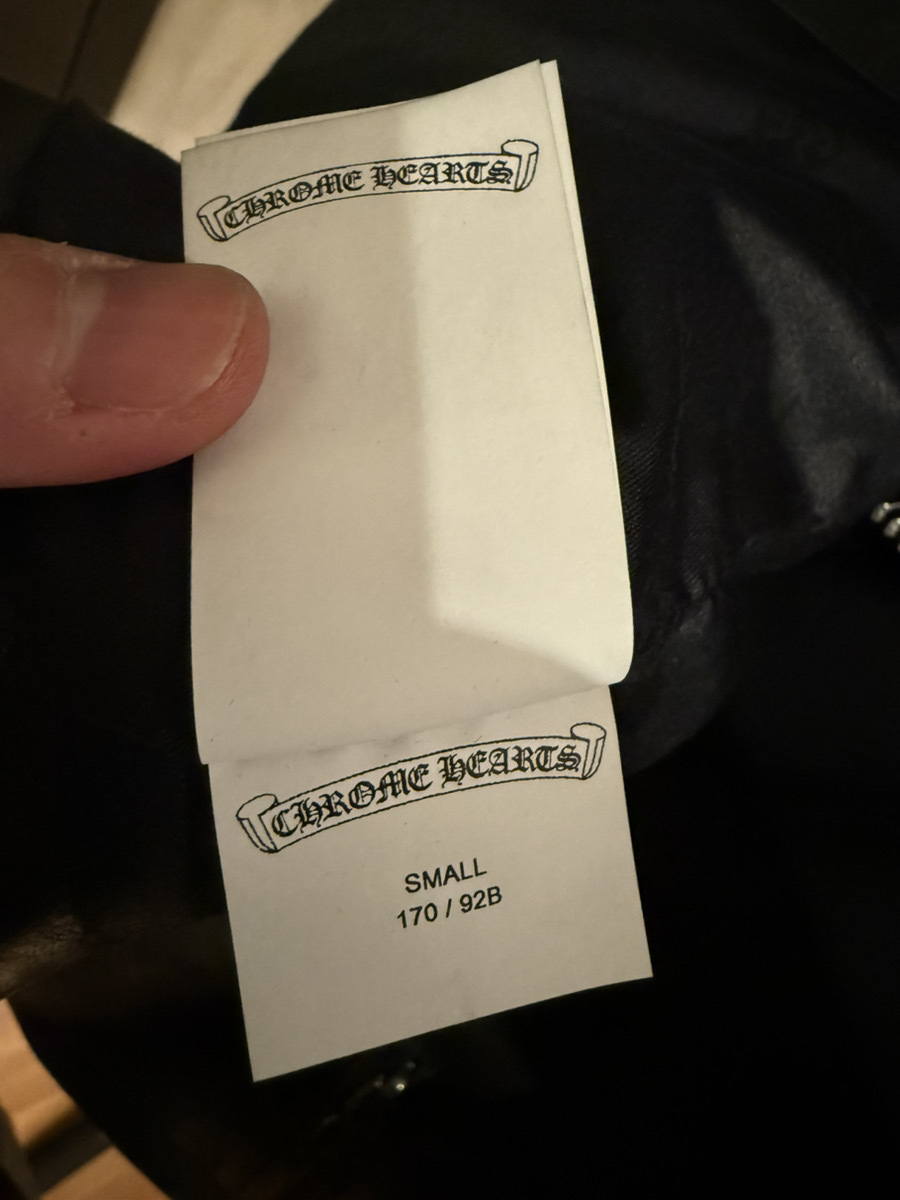 CHROME HEARTS
CHROME HEARTS
SMALL
170 / 92B